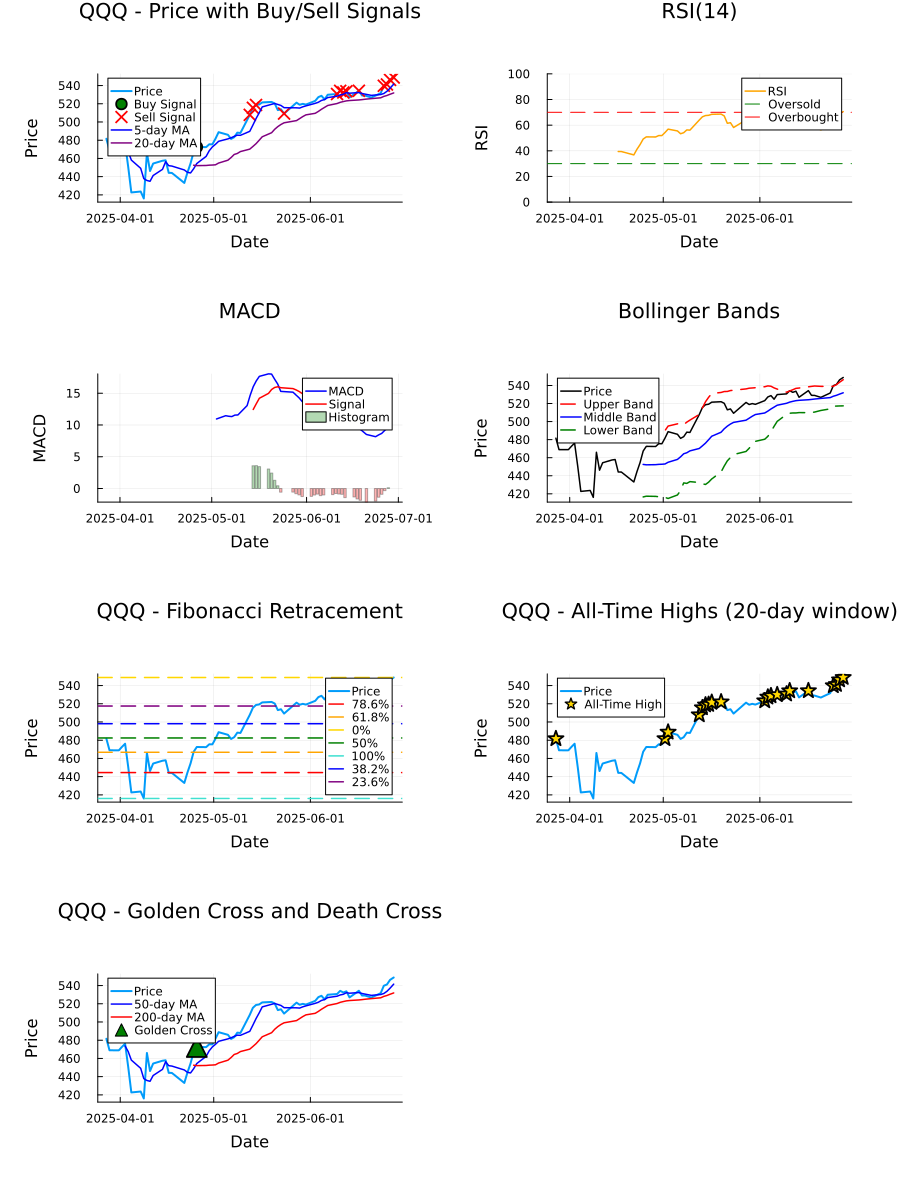 QQQ - Price with Buy/Sell Signals
540
520
500
480
460
440
420
Price
Price
Buy Signal
Sell Signal
5-day MA
20-day MA
2025-04-01 2025-05-01 2025-06-01
Date
RSI(14)
100
80
60
40
20
0
RSI
RSI
Oversold
Overbought
2025-04-01 2025-05-01 2025-06-01
Date
MACD
15
10
5
0
MACD
MACD
Signal
Histogram
2025-04-01 2025-05-01 2025-06-01 2025-07-01
Date
Bollinger Bands
540
520
500
480
460
440
420
Price
Price
Upper Band
Middle Band
Lower Band
2025-04-01 2025-05-01 2025-06-01
Date
QQQ - Fibonacci Retracement
540
520
500
480
460
440
420
Price
Price
78.6%
61.8%
0%
50%
100%
38.2%
23.6%
2025-04-01 2025-05-01 2025-06-01
Date
QQQ - All-Time Highs (20-day window)
540
520
500
480
460
440
420
Price
Price
All-Time High
2025-04-01 2025-05-01 2025-06-01
Date
QQQ - Golden Cross and Death Cross
540
520
500
480
460
440
420
Price
Price
50-day MA
200-day MA
Golden Cross
2025-04-01 2025-05-01 2025-06-01
Date